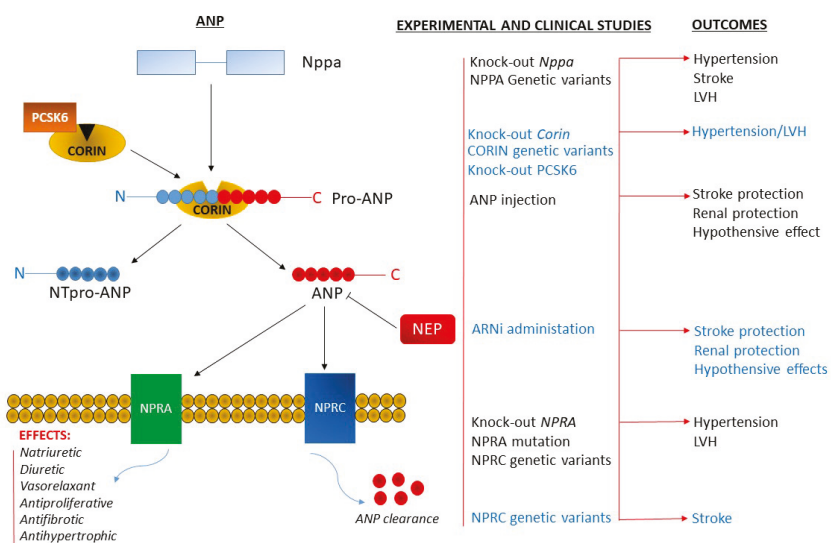 ANP
Nppa
PCSK6
CORIN
N
CORIN
C
Pro-ANP
N
NTpro-ANP
C
ANP
NEP
NPRA
NPRC
EFFECTS:
Natriuretic
Diuretic
Vasorelaxant
Antiproliferative
Antifibrotic
Antihypertrophic
ANP clearance
EXPERIMENTAL AND CLINICAL STUDIES
Knock-out Nppa
NPPA Genetic variants
Knock-out Corin
CORIN genetic variants
Knock-out PCSK6
ANP injection
ARNi administation
Knock-out NPRA
NPRA mutation
NPRC genetic variants
NPRC genetic variants
OUTCOMES
Hypertension
Stroke
LVH
Hypertension/LVH
Stroke protection
Renal protection
Hypothensive effect
Stroke protection
Renal protection
Hypothensive effects
Hypertension
LVH
Stroke